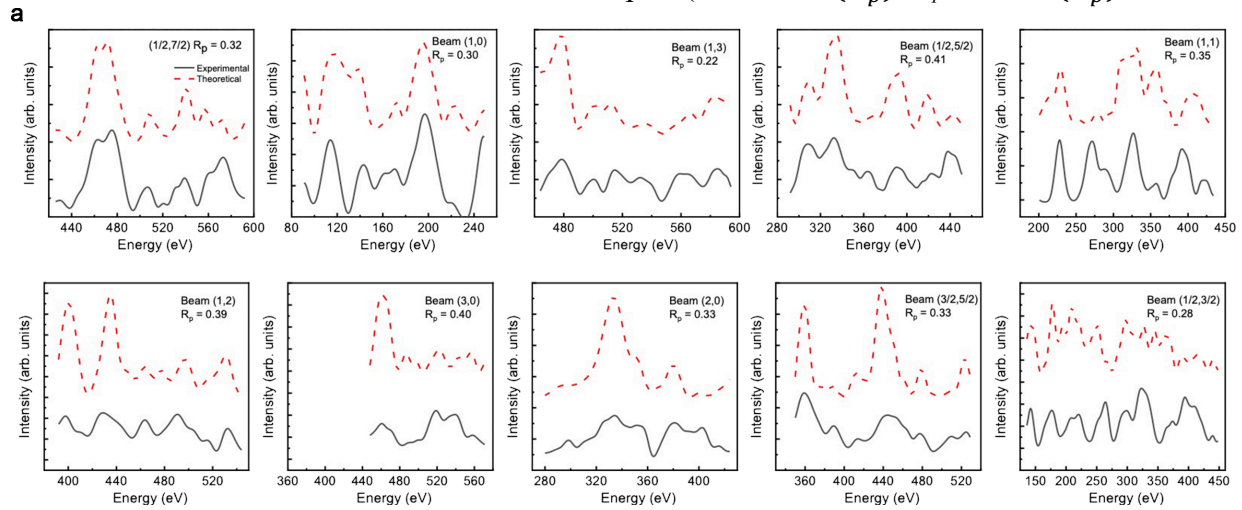 a
(1/2,7/2) Rp = 0.32
Experimental
Theoretical
Intensity (arb. units)
440 480 520 560 600
Energy (eV)
Beam (1,0)
Rp = 0.30
Intensity (arb. units)
80 120 160 200 240
Energy (eV)
Beam (1,3)
Rp = 0.22
Intensity (arb. units)
480 520 560 600
Energy (eV)
Beam (1/2,5/2)
Rp = 0.41
Intensity (arb. units)
280 320 360 400 440
Energy (eV)
Beam (1,1)
Rp = 0.35
Intensity (arb. units)
200 250 300 350 400 450
Energy (eV)
Beam (1,2)
Rp = 0.39
Intensity (arb. units)
400 440 480 520
Energy (eV)
Beam (3,0)
Rp = 0.40
Intensity (arb. units)
360 400 440 480 520 560
Energy (eV)
Beam (2,0)
Rp = 0.33
Intensity (arb. units)
280 320 360 400
Energy (eV)
Beam (3/2,5/2)
Rp = 0.33
Intensity (arb. units)
360 400 440 480 520
Energy (eV)
Beam (1/2,3/2)
Rp = 0.28
Intensity (arb. units)
150 200 250 300 350 400 450
Energy (eV)